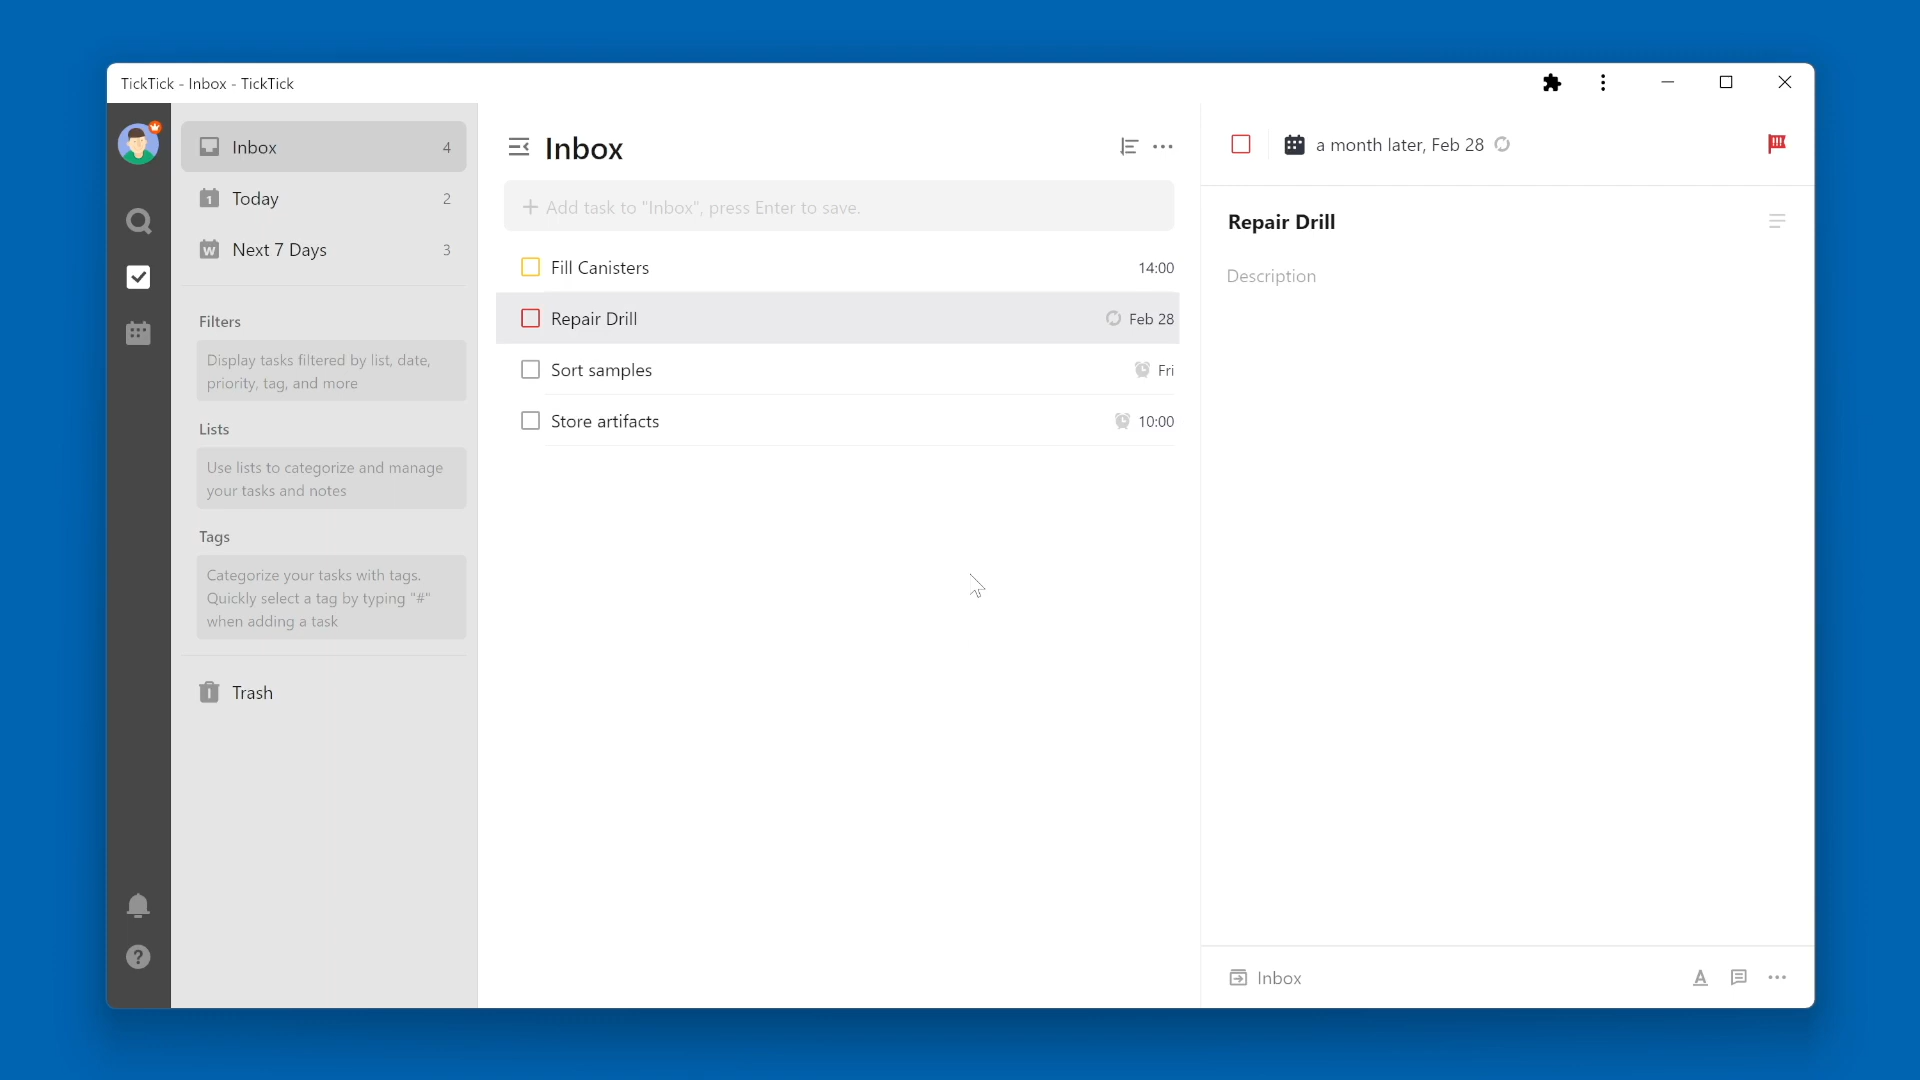 TickTick - Inbox - TickTick
Inbox 4
1 Today 2
W Next 7 Days 3
Filters
Display tasks filtered by list, date,
priority, tag, and more
Lists
Use lists to categorize and manage
your tasks and notes
Tags
Categorize your tasks with tags.
Quickly select a tag by typing "#"
when adding a task
Trash
?
Inbox
+ Add task to "Inbox", press Enter to save.
Fill Canisters 14:00
Repair Drill Feb 28
Sort samples Fri
Store artifacts 10:00
a month later, Feb 28
Repair Drill
Description
Inbox
A